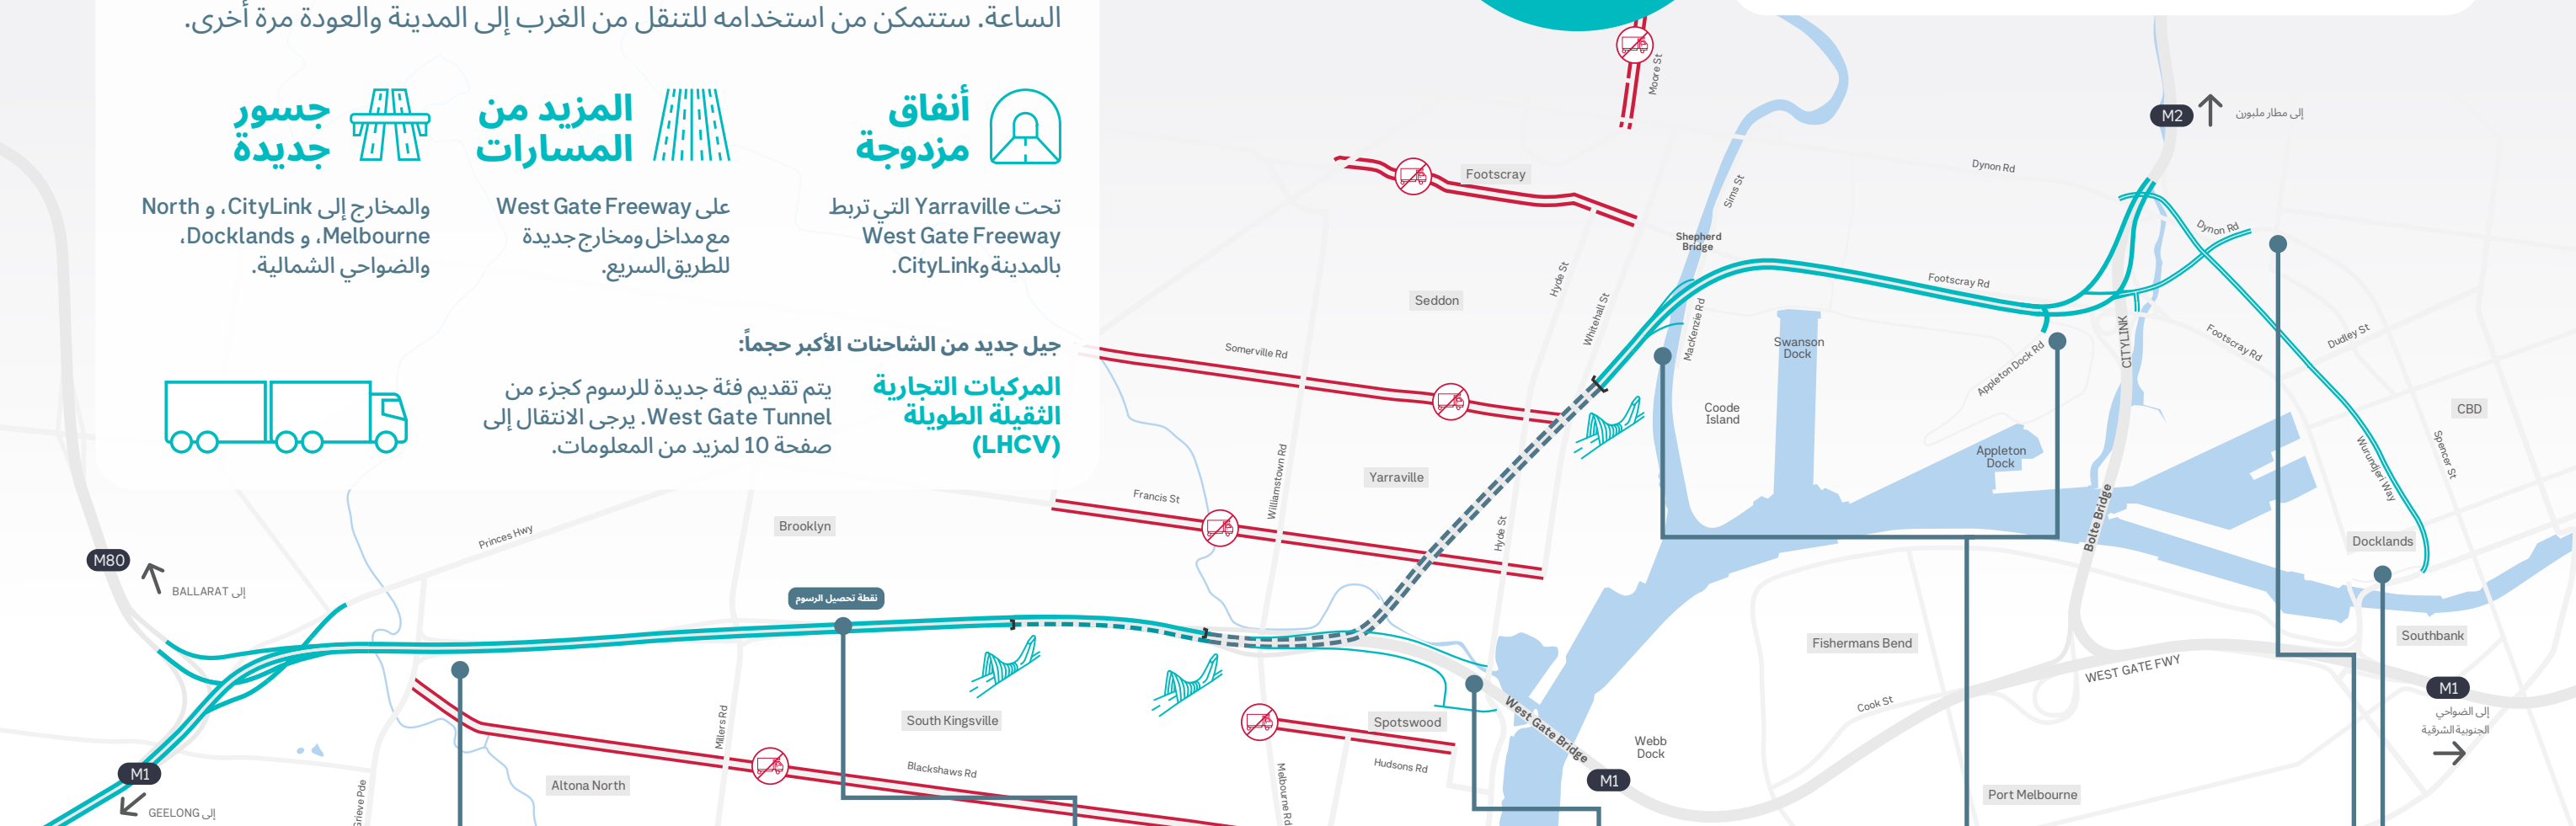 الساعة. ستتمكن من استخدامه للتنقل من الغرب إلى المدينة والعودة مرة أخرى.
أنفاق
مزدوجة
تحت Yarraville التي تربط
West Gate Freeway
بالمدينة وCityLink.
المزيد من
المسارات
على West Gate Freeway
مع مداخل ومخارج جديدة
للطريق السريع.
جسور
جديدة
والمخارج إلى CityLink، و North
Melbourne، و Docklands،
والضواحي الشمالية.
جيل جديد من الشاحنات الأكبر حجماً:
المركبات التجارية
الثقيلة الطويلة
(LHCV)
يتم تقديم فئة جديدة للرسوم كجزء من
West Gate Tunnel. يرجى الانتقال إلى
صفحة 10 لمزيد من المعلومات.
Moore St
M2
إلى مطار ملبورن
Footscray
Dynon Rd
Sims St
Shepherd
Bridge
Dynon Rd
Hyde St
Seddon
Whitehall St
MacKenzie Rd
Footscray Rd
Swanson
Dock
CITYLINK
Footscray Rd
Dudley St
Appleton Dock Rd
Somerville Rd
Coode
Island
CBD
Appleton
Dock
Spencer St
Wurundjeri Way
Yarraville
Williamstown Rd
Francis St
Hyde St
Bolte Bridge
Docklands
Brooklyn
Princes Hwy
M80
إلى BALLARAT
نقطة تحصيل الرسوم
Fishermans Bend
Southbank
WEST GATE FWY
M1
إلى الضواحي
الجنوبية الشرقية
Cook St
South Kingsville
Spotswood
West Gate Bridge
Webb
Dock
Millers Rd
Blackshaws Rd
Hudsons Rd
M1
M1
Altona North
Melbourne Rd
Port Melbourne
Grieve Pde
إلى GEELONG